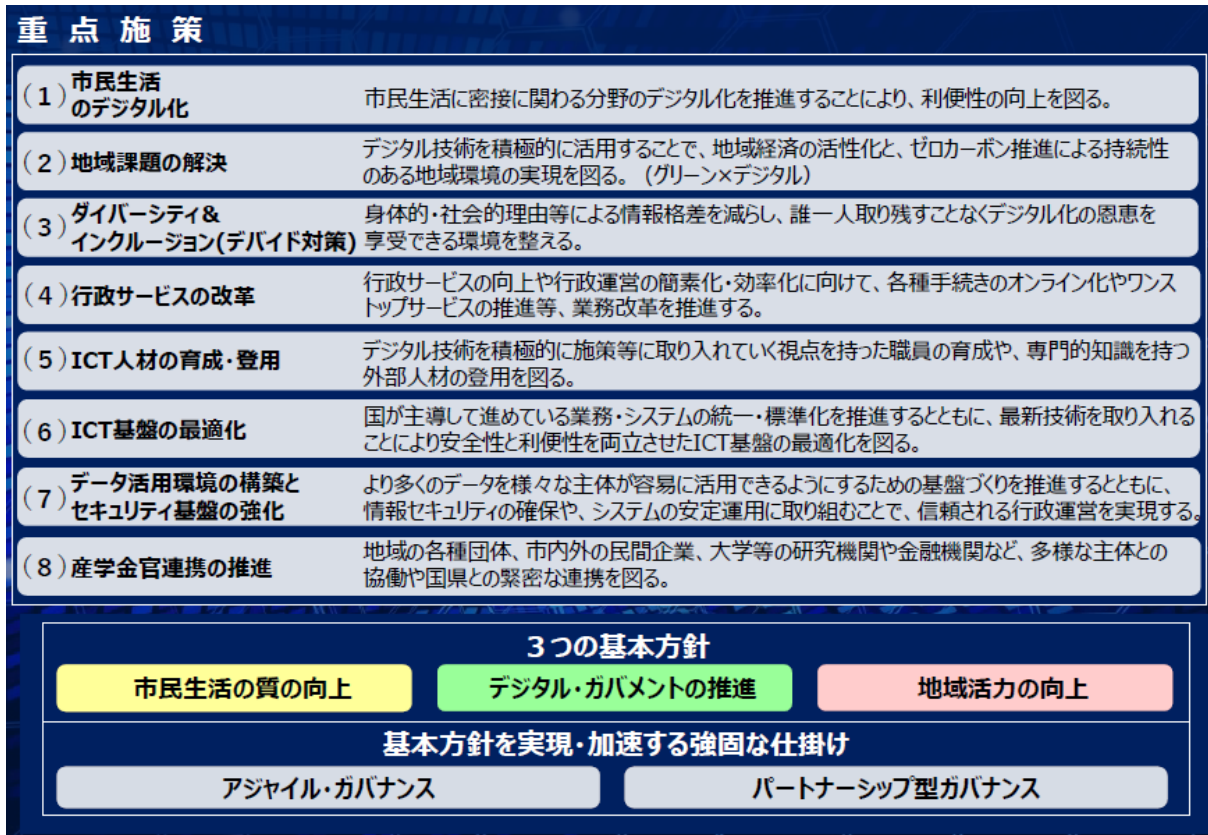 重点施策
(1) 市民生活
のデジタル化
市民生活に密接に関わる分野のデジタル化を推進することにより、利便性の向上を図る。
(2) 地域課題の解決
デジタル技術を積極的に活用することで、地域経済の活性化と、ゼロカーボン推進による持続性
のある地域環境の実現を図る。（グリーン×デジタル）
(3) ダイバーシティ&
インクルージョン(デバイド対策)
身体的・社会的理由等による情報格差を減らし、誰一人取り残すことなくデジタル化の恩恵を
享受できる環境を整える。
(4) 行政サービスの改革
行政サービスの向上や行政運営の簡素化・効率化に向けて、各種手続きのオンライン化やワンス
トップサービスの推進等、業務改革を推進する。
(5) ICT人材の育成・登用
デジタル技術を積極的に施策等に取り入れていく視点を持った職員の育成や、専門的知識を持つ
外部人材の登用を図る。
(6) ICT基盤の最適化
国が主導して進めている業務・システムの統一・標準化を推進するとともに、最新技術を取り入れる
ことにより安全性と利便性を両立させたICT基盤の最適化を図る。
(7) データ活用環境の構築と
セキュリティ基盤の強化
より多くのデータを様々な主体が容易に活用できるようにするための基盤づくりを推進するとともに、
情報セキュリティの確保や、システムの安定運用に取り組むことで、信頼される行政運営を実現する。
(8) 産学金官連携の推進
地域の各種団体、市内外の民間企業、大学等の研究機関や金融機関など、多様な主体との
協働や国県との緊密な連携を図る。
3つの基本方針
市民生活の質の向上
デジタル・ガバメントの推進
地域活力の向上
基本方針を実現・加速する強固な仕掛け
アジャイル・ガバナンス
パートナーシップ型ガバナンス